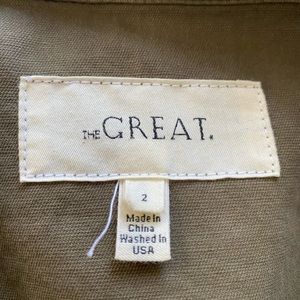 THE GREAT.
2
Made in
China
Washed in
USA